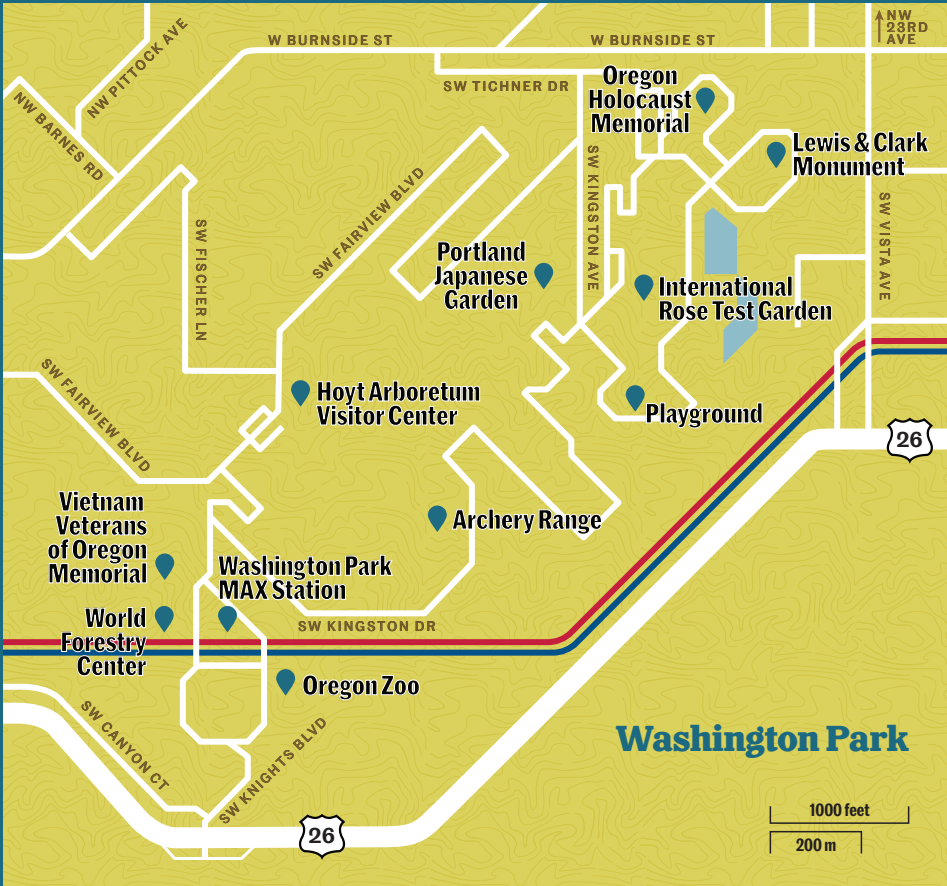 NW
23RD
AVE
NW PITTOCK AVE
W BURNSIDE ST
W BURNSIDE ST
NW BARNES RD
SW TICHNER DR
Oregon
Holocaust
Memorial
Lewis & Clark
Monument
SW KINGSTON AVE
SW VISTA AVE
SW FISCHER LN
SW FAIRVIEW BLVD
Portland
Japanese
Garden
International
Rose Test Garden
SW FAIRVIEW BLVD
Hoyt Arboretum
Visitor Center
Playground
26
Vietnam
Veterans
of Oregon
Memorial
Archery Range
Washington Park
MAX Station
World
Forestry
Center
SW KINGSTON DR
Oregon Zoo
SW CANYON CT
SW KNIGHTS BLVD
Washington Park
26
1000 feet
200 m